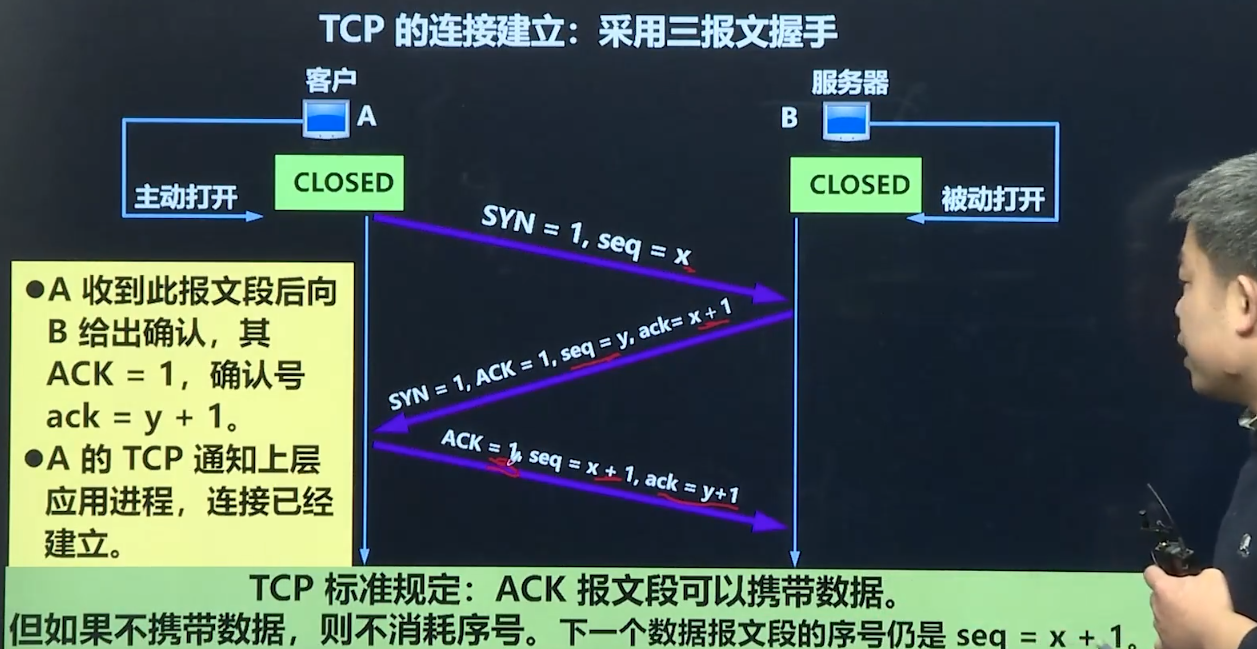 TCP 的连接建立：采用三报文握手
客户
服务器
A
B
CLOSED
CLOSED
主动打开
被动打开
SYN = 1, seq = x
SYN = 1, ACK = 1, seq = y, ack= x + 1
ACK = 1, seq = x + 1, ack = y+1
●A 收到此报文段后向
B 给出确认，其
ACK = 1，确认号
ack = y + 1。
●A 的 TCP 通知上层
应用进程，连接已经
建立。
TCP 标准规定：ACK 报文段可以携带数据。
但如果不携带数据，则不消耗序号。下一个数据报文段的序号仍是 seq = x + 1。